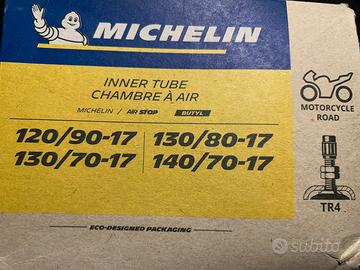 MICHELIN
INNER TUBE
CHAMBRE À AIR
MICHELIN / AIR STOP BUTYL
120/90-17 130/80-17
130/70-17 140/70-17
MOTORCYCLE
ROAD
TR4
ECO-DESIGNED PACKAGING
subito